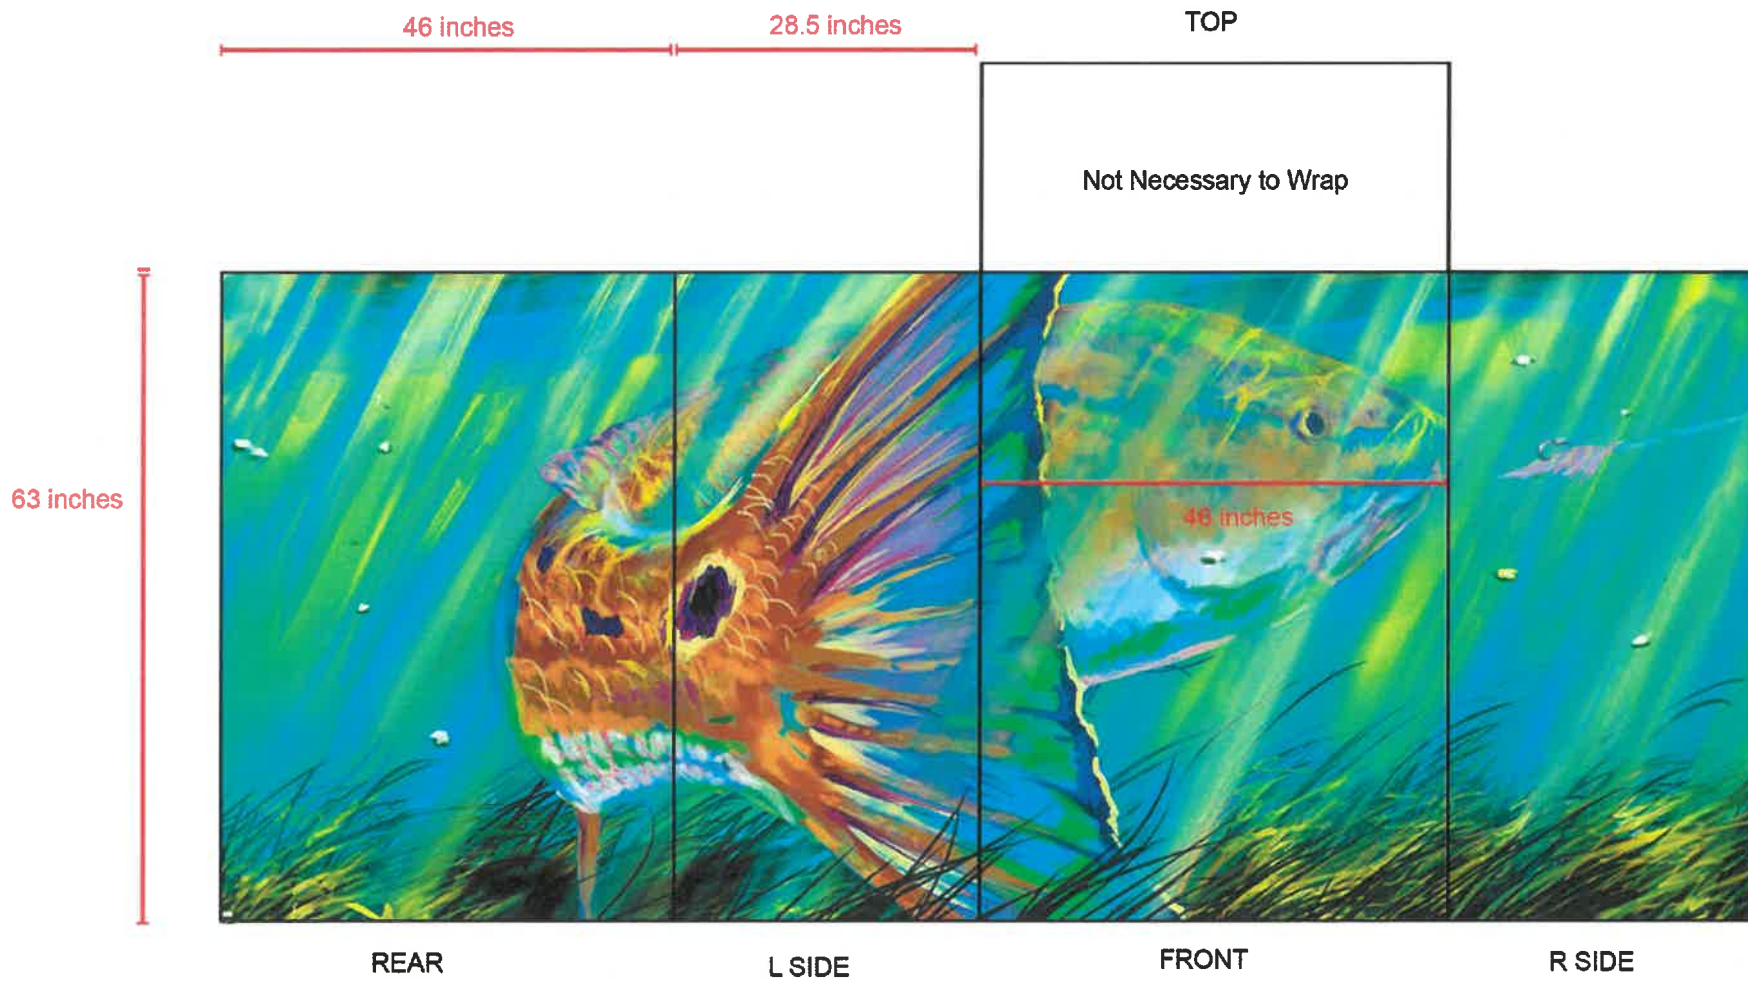 46 inches
28.5 inches
TOP
Not Necessary to Wrap
63 inches
46 inches
REAR
L SIDE
FRONT
R SIDE